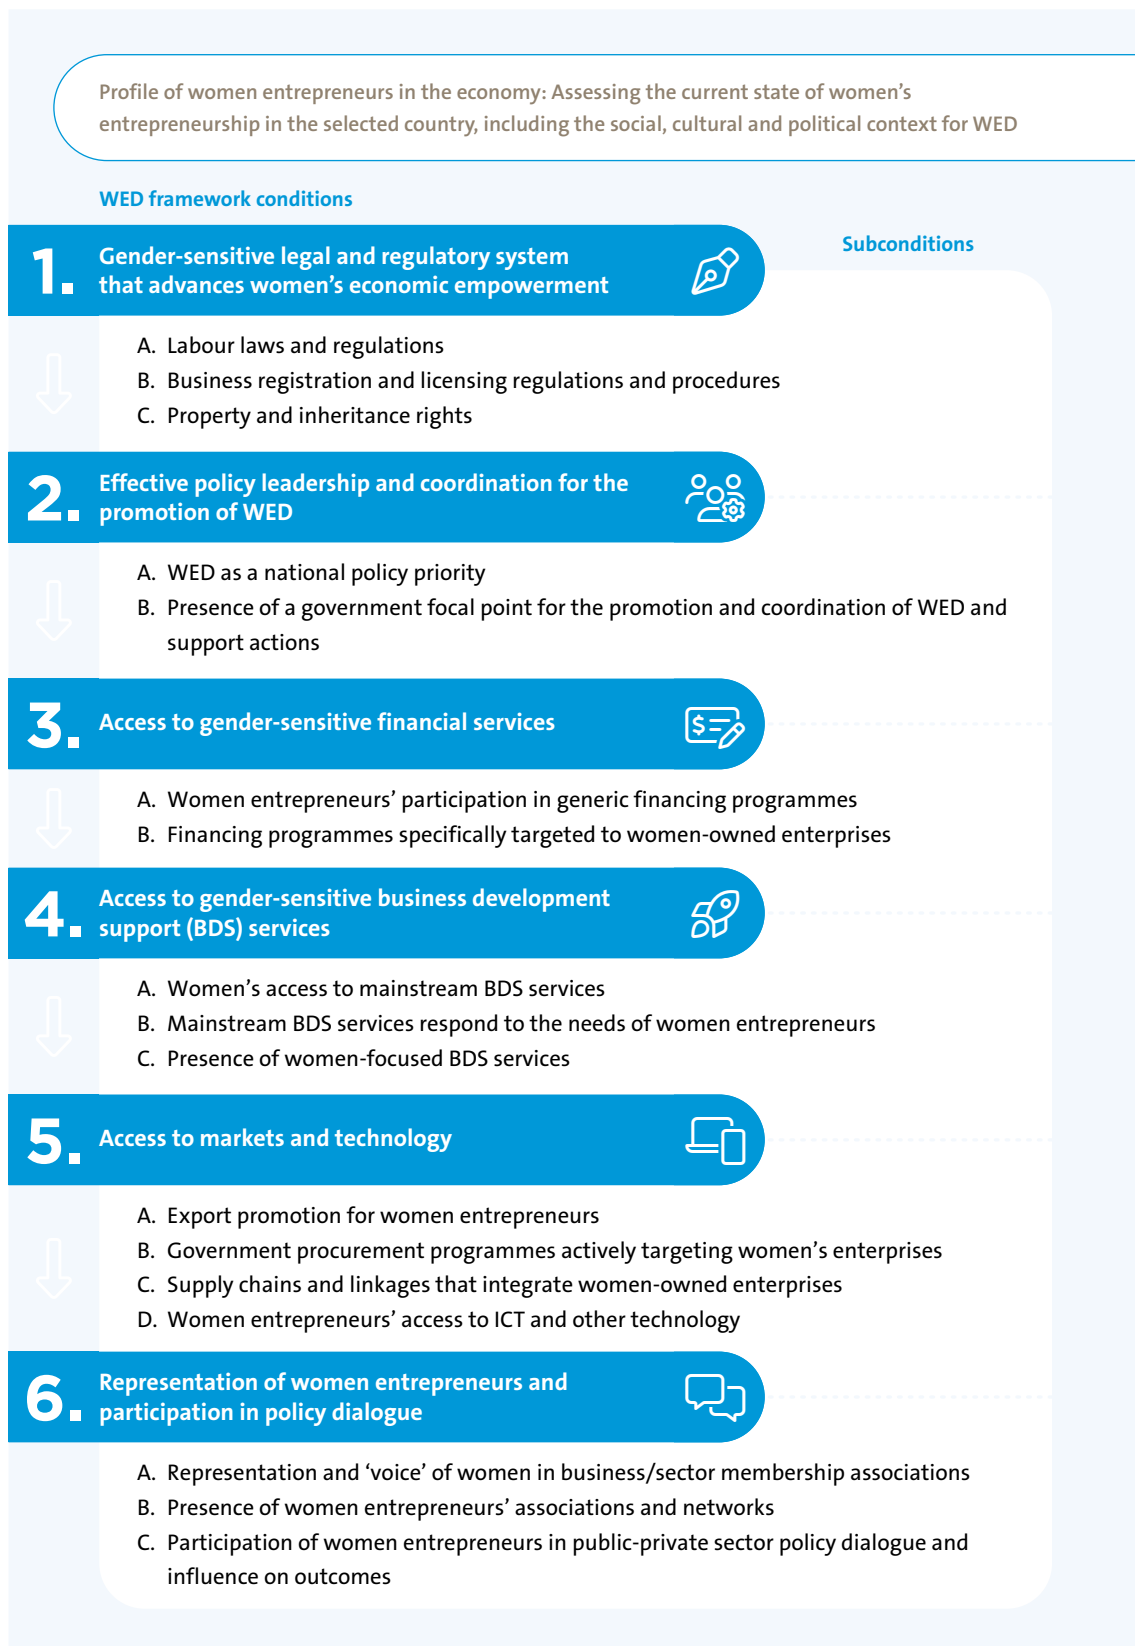 Profile of women entrepreneurs in the economy: Assessing the current state of women’s
entrepreneurship in the selected country, including the social, cultural and political context for WED
WED framework conditions
Subconditions
1. Gender-sensitive legal and regulatory system
that advances women’s economic empowerment
A. Labour laws and regulations
B. Business registration and licensing regulations and procedures
C. Property and inheritance rights
2. Effective policy leadership and coordination for the
promotion of WED
A. WED as a national policy priority
B. Presence of a government focal point for the promotion and coordination of WED and
support actions
3. Access to gender-sensitive financial services
A. Women entrepreneurs’ participation in generic financing programmes
B. Financing programmes specifically targeted to women-owned enterprises
4. Access to gender-sensitive business development
support (BDS) services
A. Women’s access to mainstream BDS services
B. Mainstream BDS services respond to the needs of women entrepreneurs
C. Presence of women-focused BDS services
5. Access to markets and technology
A. Export promotion for women entrepreneurs
B. Government procurement programmes actively targeting women’s enterprises
C. Supply chains and linkages that integrate women-owned enterprises
D. Women entrepreneurs’ access to ICT and other technology
6. Representation of women entrepreneurs and
participation in policy dialogue
A. Representation and ‘voice’ of women in business/sector membership associations
B. Presence of women entrepreneurs’ associations and networks
C. Participation of women entrepreneurs in public-private sector policy dialogue and
influence on outcomes